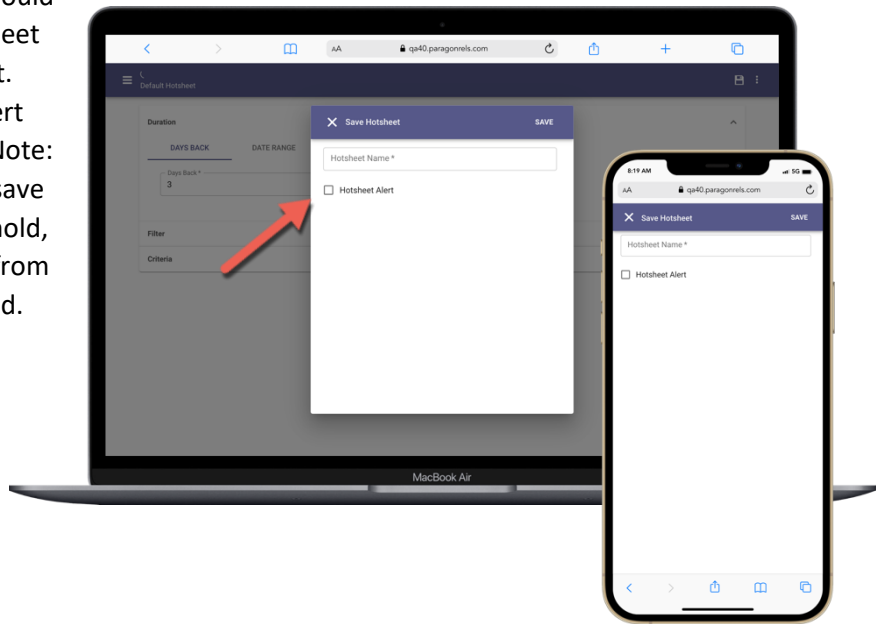 eet
t.
ert
Note:
save
hold,
from
d.
AA
qa40.paragonrels.com
Default Hotsheet
Duration
DAYS BACK
DATE RANGE
Days Back *
3
Filter
Criteria
Save Hotsheet
SAVE
Hotsheet Name *
Hotsheet Alert
MacBook Air
8:19 AM
5G
AA
qa40.paragonrels.com
Save Hotsheet
SAVE
Hotsheet Name *
Hotsheet Alert